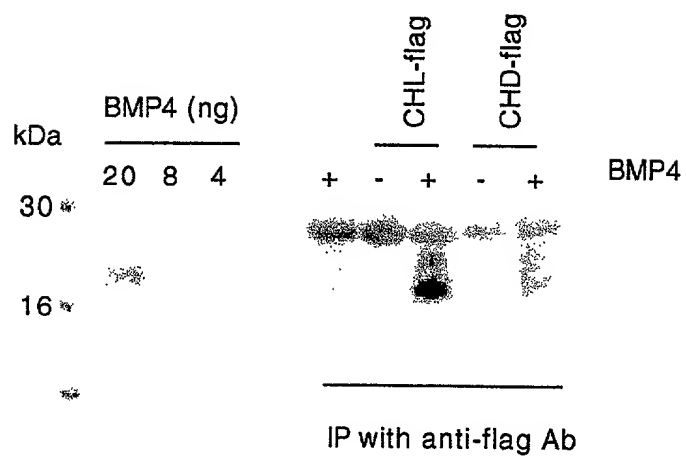 CHL-flag
CHD-flag
BMP4 (ng)
kDa
20 8 4
+ - + - + BMP4
30
16
IP with anti-flag Ab